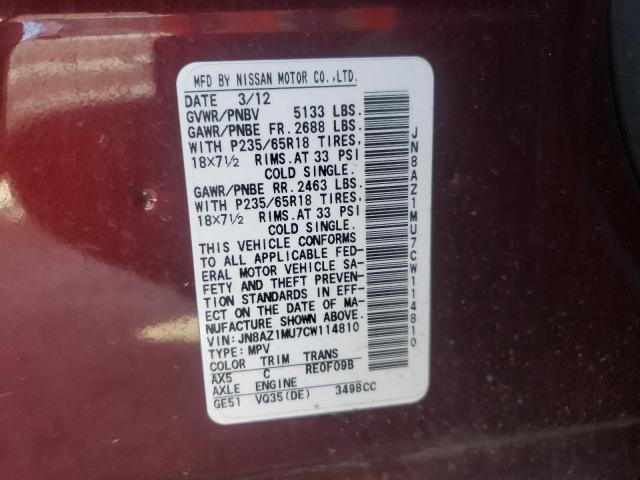 MFD BY NISSAN MOTOR CO.,LTD.
DATE 3/12
GVWR/PNBV 5133 LBS.
GAWR/PNBE FR. 2688 LBS.
WITH P235/65R18 TIRES,
18×7½ RIMS.AT 33 PSI
COLD SINGLE.
GAWR/PNBE RR. 2463 LBS.
WITH P235/65R18 TIRES,
18×7½ RIMS.AT 33 PSI
COLD SINGLE.
THIS VEHICLE CONFORMS
TO ALL APPLICABLE FED-
ERAL MOTOR VEHICLE SA-
FETY AND THEFT PREVEN-
TION STANDARDS IN EFF-
ECT ON THE DATE OF MA-
NUFACTURE SHOWN ABOVE.
VIN: JN8AZ1MU7CW114810
TYPE: MPV
COLOR TRIM TRANS
AX5 C RE0F09B
AXLE ENGINE
GE51 VQ35(DE) 3498CC
JN8AZ1MU7CW114810